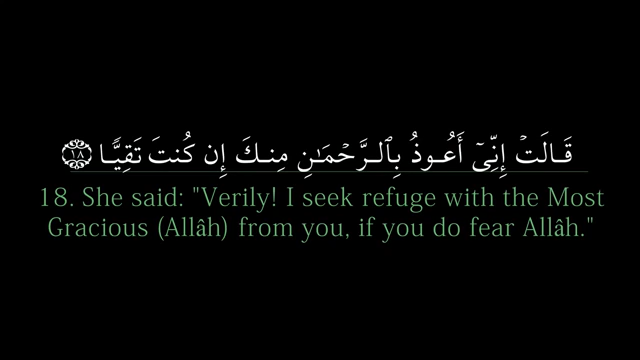 قَالَتْ إِنِّىٓ أَعُوذُ بِٱلرَّحْمَـٰنِ مِنكَ إِن كُنتَ تَقِيًّا ١٨
18. She said: "Verily! I seek refuge with the Most
Gracious (Allâh) from you, if you do fear Allâh."